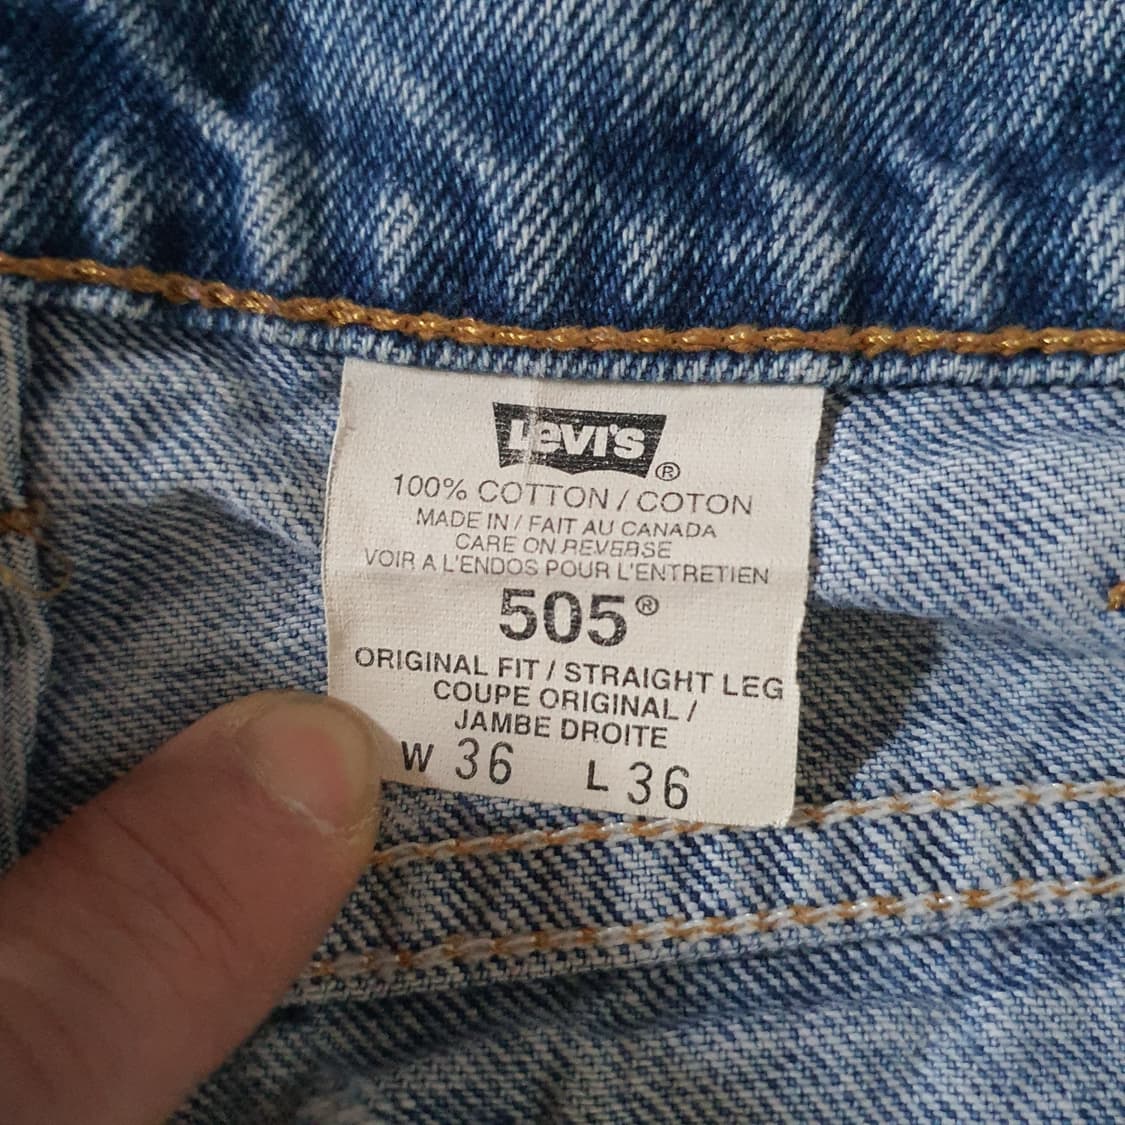 Levi's ®
100% COTTON / COTON
MADE IN / FAIT AU CANADA
CARE ON REVERSE
VOIR A L'ENDOS POUR L'ENTRETIEN
505®
ORIGINAL FIT / STRAIGHT LEG
COUPE ORIGINAL /
JAMBE DROITE
W 36 L 36